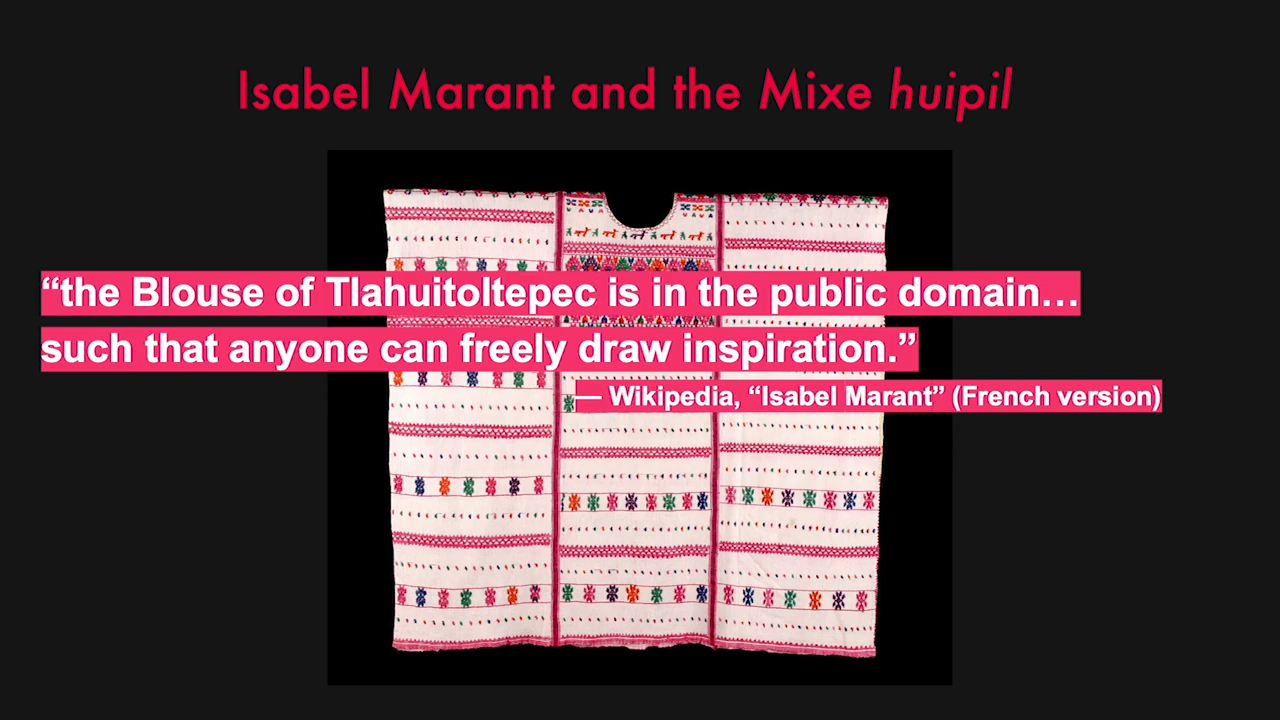 Isabel Marant and the Mixe huipil
“the Blouse of Tlahuitoltepec is in the public domain…
such that anyone can freely draw inspiration.”
— Wikipedia, “Isabel Marant” (French version)